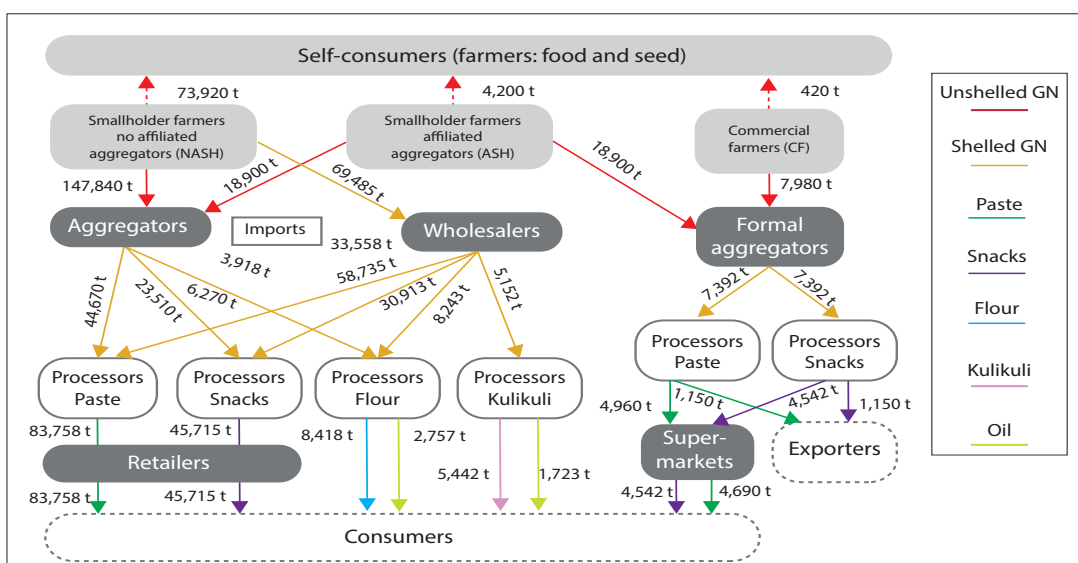 Self-consumers (farmers: food and seed)
73,920 t
4,200 t
420 t
Smallholder farmers
no affiliated
aggregators (NASH)
Smallholder farmers
affiliated
aggregators (ASH)
Commercial
farmers (CF)
147,840 t
18,900 t
69,485 t
18,900 t
7,980 t
Aggregators
Imports
Wholesalers
Formal
aggregators
33,558 t
3,918 t
58,735 t
44,670 t
23,510 t
6,270 t
30,913 t
8,243 t
5,152 t
7,392 t
7,392 t
Processors
Paste
Processors
Snacks
Processors
Flour
Processors
Kulikuli
Processors
Paste
Processors
Snacks
83,758 t
45,715 t
8,418 t
2,757 t
5,442 t
1,723 t
4,960 t
1,150 t
4,542 t
1,150 t
Retailers
Super-
markets
Exporters
83,758 t
45,715 t
4,542 t
4,690 t
Consumers
Unshelled GN
Shelled GN
Paste
Snacks
Flour
Kulikuli
Oil